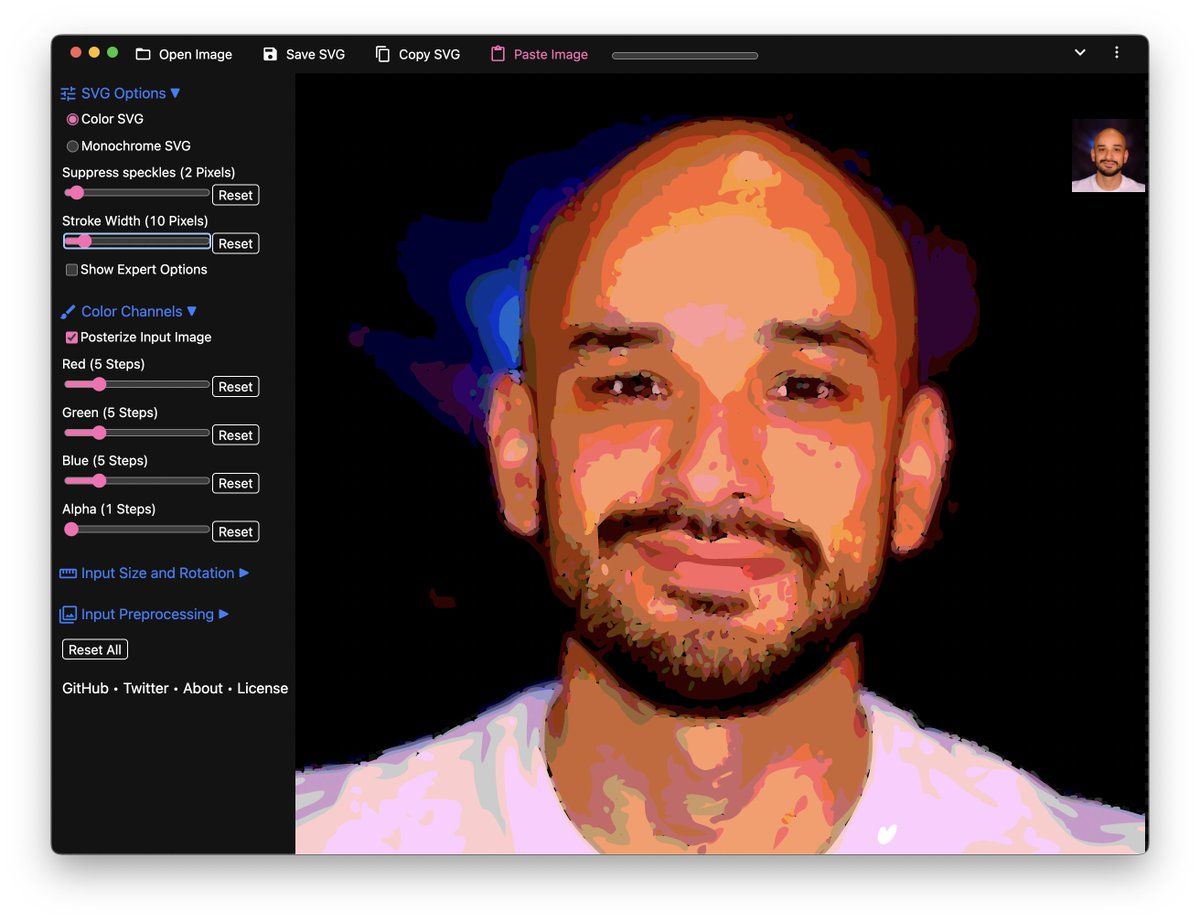 Open Image Save SVG Copy SVG Paste Image
SVG Options ▼
Color SVG
Monochrome SVG
Suppress speckles (2 Pixels)
Reset
Stroke Width (10 Pixels)
Reset
Show Expert Options
Color Channels ▼
Posterize Input Image
Red (5 Steps)
Reset
Green (5 Steps)
Reset
Blue (5 Steps)
Reset
Alpha (1 Steps)
Reset
Input Size and Rotation ▶
Input Preprocessing ▶
Reset All
GitHub • Twitter • About • License